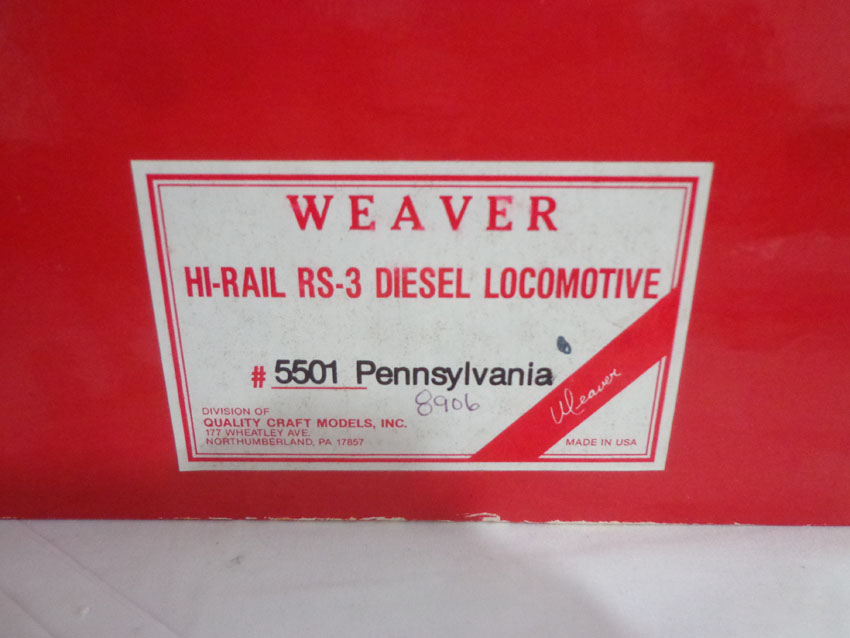 WEAVER
HI-RAIL RS-3 DIESEL LOCOMOTIVE
# 5501 Pennsylvania
8906
Weaver
DIVISION OF
QUALITY CRAFT MODELS, INC.
177 WHEATLEY AVE.
NORTHUMBERLAND, PA 17857
MADE IN USA